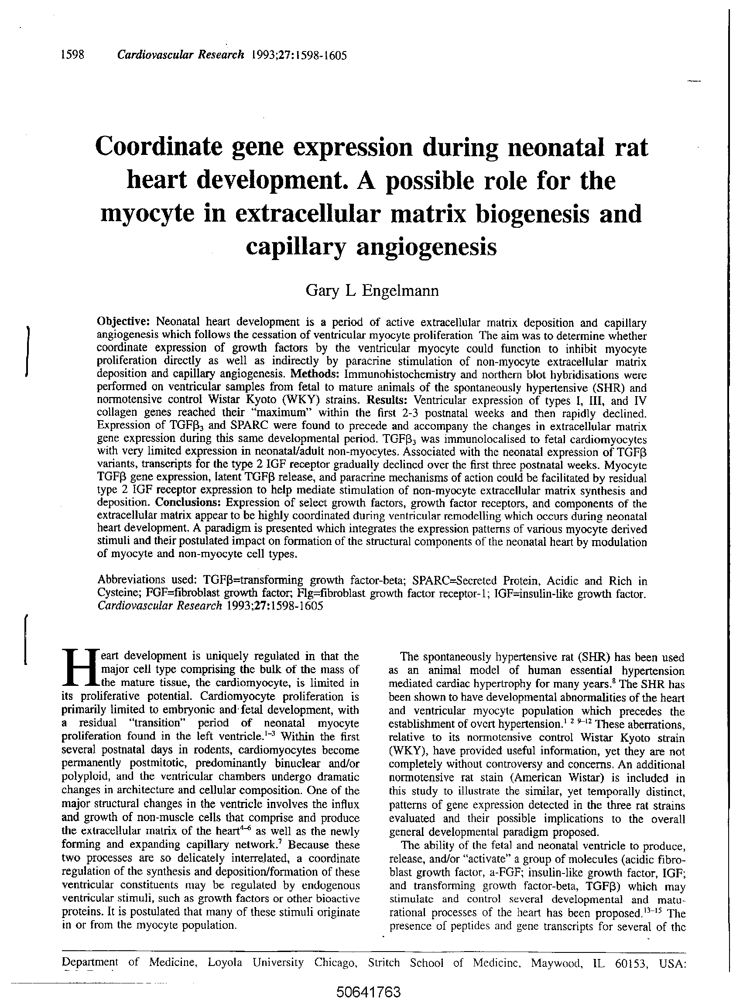 1598 Cardiovascular Research 1993;27:1598-1605
Coordinate gene expression during neonatal rat
heart development. A possible role for the
myocyte in extracellular matrix biogenesis and
capillary angiogenesis
Gary L Engelmann
Objective: Neonatal heart development is a period of active extracellular matrix deposition and capillary
angiogenesis which follows the cessation of ventricular myocyte proliferation The aim was to determine whether
coordinate expression of growth factors by the ventricular myocyte could function to inhibit myocyte
proliferation directly as well as indirectly by paracrine stimulation of non-myocyte extracellular matrix
deposition and capillary angiogenesis. Methods: Immunohistochemistry and northern blot hybridisations were
performed on ventricular samples from fetal to mature animals of the spontaneously hypertensive (SHR) and
normotensive control Wistar Kyoto (WKY) strains. Results: Ventricular expression of types I, III, and IV
collagen genes reached their "maximum" within the first 2-3 postnatal weeks and then rapidly declined.
Expression of TGFβ₃ and SPARC were found to precede and accompany the changes in extracellular matrix
gene expression during this same developmental period. TGFβ₃ was immunolocalised to fetal cardiomyocytes
with very limited expression in neonatal/adult non-myocytes. Associated with the neonatal expression of TGFβ
variants, transcripts for the type 2 IGF receptor gradually declined over the first three postnatal weeks. Myocyte
TGFβ gene expression, latent TGFβ release, and paracrine mechanisms of action could be facilitated by residual
type 2 IGF receptor expression to help mediate stimulation of non-myocyte extracellular matrix synthesis and
deposition. Conclusions: Expression of select growth factors, growth factor receptors, and components of the
extracellular matrix appear to be highly coordinated during ventricular remodelling which occurs during neonatal
heart development. A paradigm is presented which integrates the expression patterns of various myocyte derived
stimuli and their postulated impact on formation of the structural components of the neonatal heart by modulation
of myocyte and non-myocyte cell types.
Abbreviations used: TGFβ=transforming growth factor-beta; SPARC=Secreted Protein, Acidic and Rich in
Cysteine; FGF=fibroblast growth factor; Flg=fibroblast growth factor receptor-1; IGF=insulin-like growth factor.
Cardiovascular Research 1993;27:1598-1605
Heart development is uniquely regulated in that the
major cell type comprising the bulk of the mass of
the mature tissue, the cardiomyocyte, is limited in
its proliferative potential. Cardiomyocyte proliferation is
primarily limited to embryonic and fetal development, with
a residual "transition" period of neonatal myocyte
proliferation found in the left ventricle.¹⁻³ Within the first
several postnatal days in rodents, cardiomyocytes become
permanently postmitotic, predominantly binuclear and/or
polyploid, and the ventricular chambers undergo dramatic
changes in architecture and cellular composition. One of the
major structural changes in the ventricle involves the influx
and growth of non-muscle cells that comprise and produce
the extracellular matrix of the heart⁴⁻⁶ as well as the newly
forming and expanding capillary network.⁷ Because these
two processes are so delicately interrelated, a coordinate
regulation of the synthesis and deposition/formation of these
ventricular constituents may be regulated by endogenous
ventricular stimuli, such as growth factors or other bioactive
proteins. It is postulated that many of these stimuli originate
in or from the myocyte population.
The spontaneously hypertensive rat (SHR) has been used
as an animal model of human essential hypertension
mediated cardiac hypertrophy for many years.⁸ The SHR has
been shown to have developmental abnormalities of the heart
and ventricular myocyte population which precedes the
establishment of overt hypertension.¹ ² ⁹⁻¹² These aberrations,
relative to its normotensive control Wistar Kyoto strain
(WKY), have provided useful information, yet they are not
completely without controversy and concerns. An additional
normotensive rat stain (American Wistar) is included in
this study to illustrate the similar, yet temporally distinct,
patterns of gene expression detected in the three rat strains
evaluated and their possible implications to the overall
general developmental paradigm proposed.
The ability of the fetal and neonatal ventricle to produce,
release, and/or "activate" a group of molecules (acidic fibro-
blast growth factor, a-FGF; insulin-like growth factor, IGF;
and transforming growth factor-beta, TGFβ) which may
stimulate and control several developmental and matu-
rational processes of the heart has been proposed.¹³⁻¹⁵ The
presence of peptides and gene transcripts for several of the
Department of Medicine, Loyola University Chicago, Stritch School of Medicine, Maywood, IL 60153, USA:
50641763